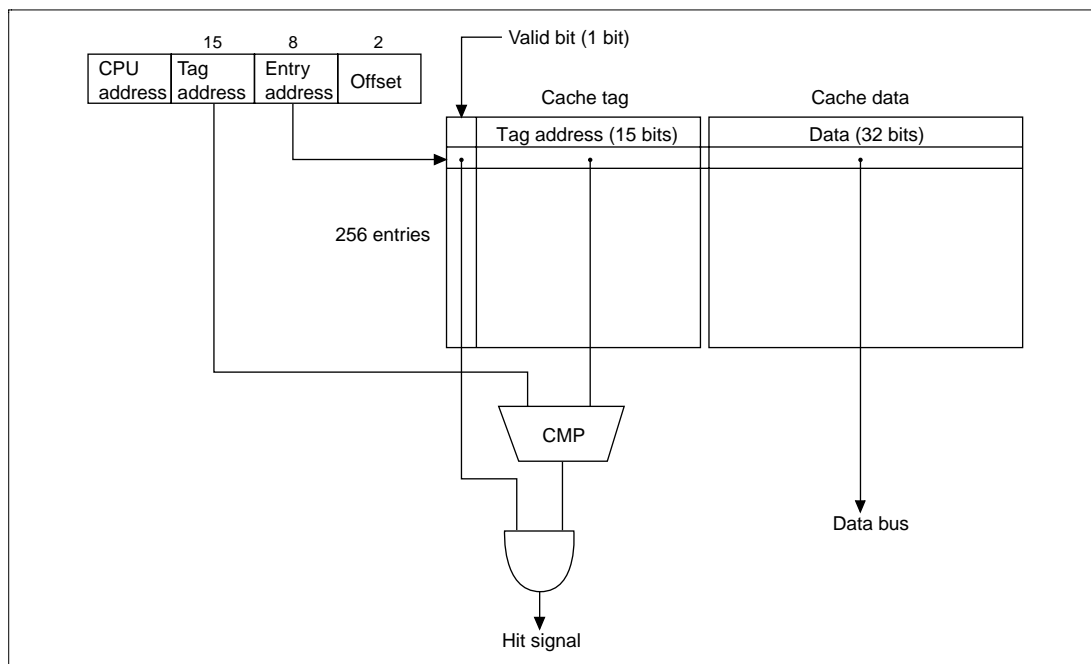 15 8 2
CPU address
Tag address
Entry address
Offset
Valid bit (1 bit)
Cache tag
Cache data
Tag address (15 bits)
Data (32 bits)
256 entries
CMP
Data bus
Hit signal